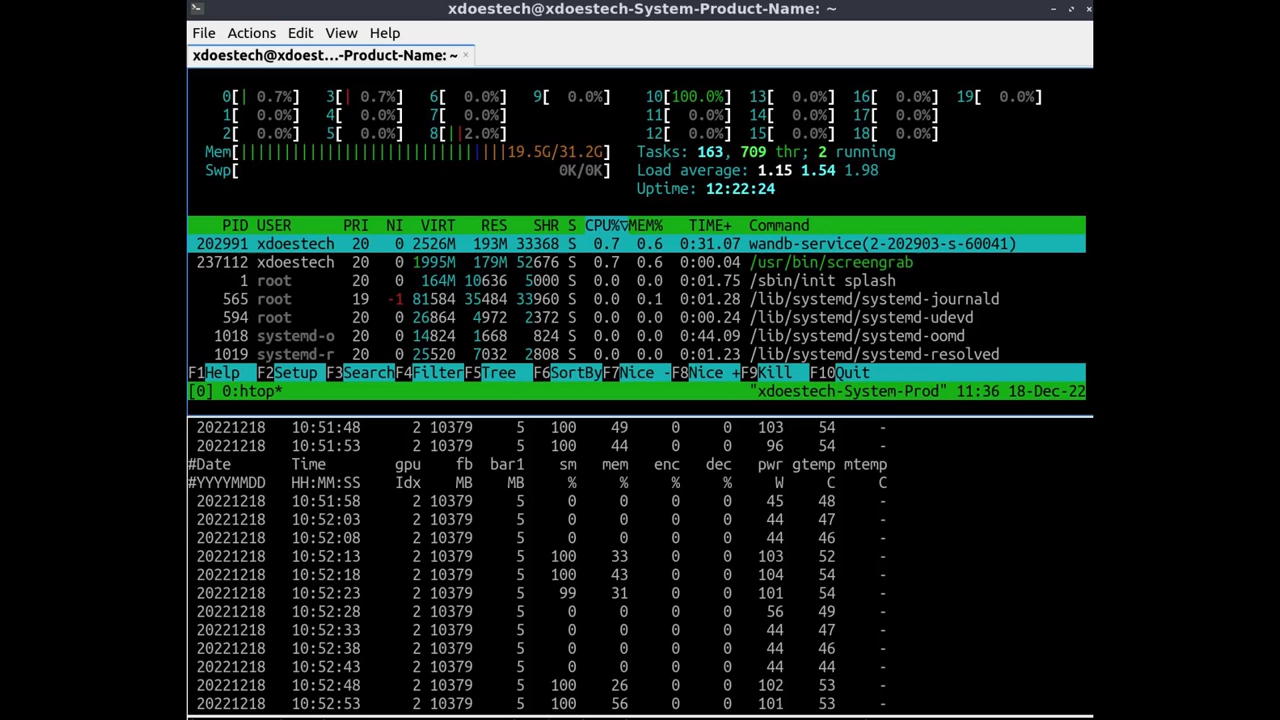 xdoestech@xdoestech-System-Product-Name: ~
File Actions Edit View Help
xdoestech@xdoest...-Product-Name: ~
0[| 0.7%] 3[| 0.7%] 6[ 0.0%] 9[ 0.0%] 10[100.0%] 13[ 0.0%] 16[ 0.0%] 19[ 0.0%]
1[ 0.0%] 4[ 0.0%] 7[ 0.0%] 11[ 0.0%] 14[ 0.0%] 17[ 0.0%]
2[ 0.0%] 5[ 0.0%] 8[||2.0%] 12[ 0.0%] 15[ 0.0%] 18[ 0.0%]
Mem[||||||||||||||||||||||||||||||19.5G/31.2G] Tasks: 163, 709 thr; 2 running
Swp[ 0K/0K] Load average: 1.15 1.54 1.98
Uptime: 12:22:24
PID USER PRI NI VIRT RES SHR S CPU%▽MEM% TIME+ Command
202991 xdoestech 20 0 2526M 193M 33368 S 0.7 0.6 0:31.07 wandb-service(2-202903-s-60041)
237112 xdoestech 20 0 1995M 179M 52676 S 0.7 0.6 0:00.04 /usr/bin/screengrab
1 root 20 0 164M 10636 5000 S 0.0 0.0 0:01.75 /sbin/init splash
565 root 19 -1 81584 35484 33960 S 0.0 0.1 0:01.28 /lib/systemd/systemd-journald
594 root 20 0 26864 4972 2372 S 0.0 0.0 0:00.24 /lib/systemd/systemd-udevd
1018 systemd-o 20 0 14824 1668 824 S 0.0 0.0 0:44.09 /lib/systemd/systemd-oomd
1019 systemd-r 20 0 25520 7032 2808 S 0.0 0.0 0:01.23 /lib/systemd/systemd-resolved
F1Help F2Setup F3SearchF4FilterF5Tree F6SortByF7Nice -F8Nice +F9Kill F10Quit
[0] 0:htop* "xdoestech-System-Prod" 11:36 18-Dec-22
20221218 10:51:48 2 10379 5 100 49 0 0 103 54 -
20221218 10:51:53 2 10379 5 100 44 0 0 96 54 -
#Date Time gpu fb bar1 sm mem enc dec pwr gtemp mtemp
#YYYYMMDD HH:MM:SS Idx MB MB % % % % W C C
20221218 10:51:58 2 10379 5 0 0 0 0 45 48 -
20221218 10:52:03 2 10379 5 0 0 0 0 44 47 -
20221218 10:52:08 2 10379 5 0 0 0 0 44 46 -
20221218 10:52:13 2 10379 5 100 33 0 0 103 52 -
20221218 10:52:18 2 10379 5 100 43 0 0 104 54 -
20221218 10:52:23 2 10379 5 99 31 0 0 101 54 -
20221218 10:52:28 2 10379 5 0 0 0 0 56 49 -
20221218 10:52:33 2 10379 5 0 0 0 0 44 47 -
20221218 10:52:38 2 10379 5 0 0 0 0 44 46 -
20221218 10:52:43 2 10379 5 0 0 0 0 44 44 -
20221218 10:52:48 2 10379 5 100 26 0 0 102 53 -
20221218 10:52:53 2 10379 5 100 56 0 0 101 53 -